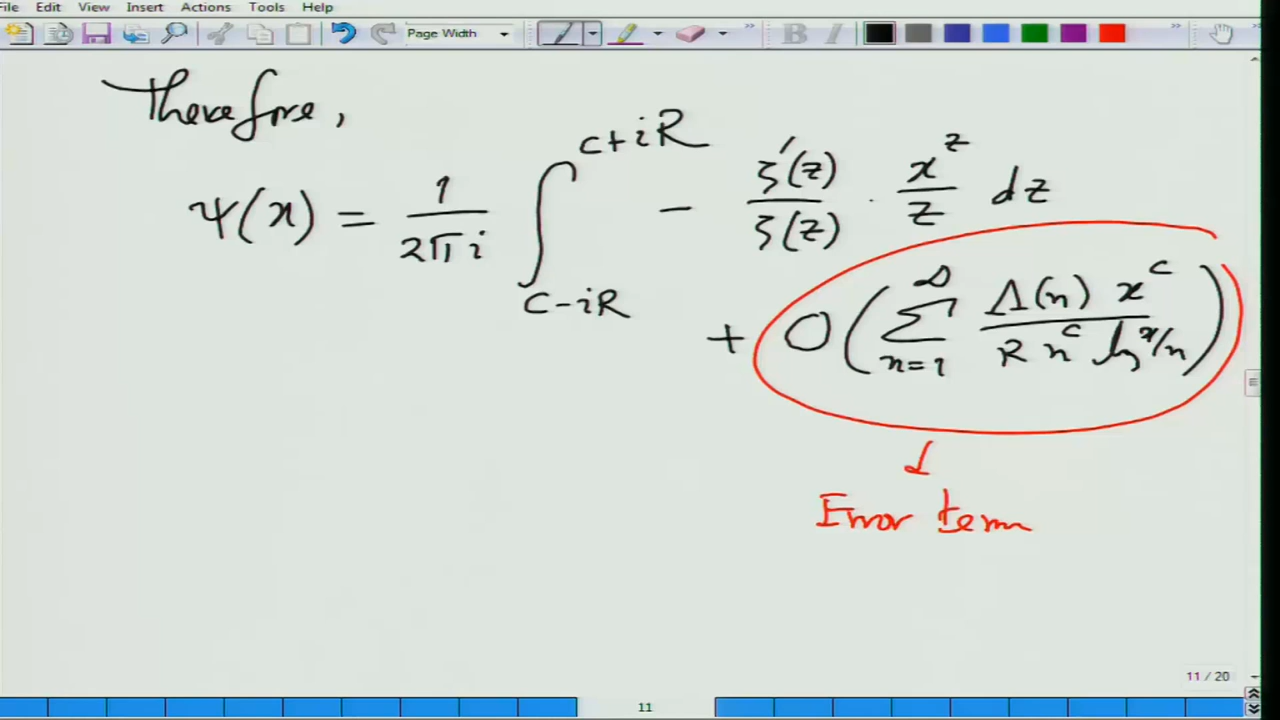 File Edit View Insert Actions Tools Help
Page Width
Therefore,
ψ(x) = 1/2πi ∫_{c-iR}^{c+iR} - ζ'(z)/ζ(z) · x^z/z dz
+ O(∑_{n=1}^{∞} Λ(n) x^c / R n^c log x/n)
Error term
11 / 20
11